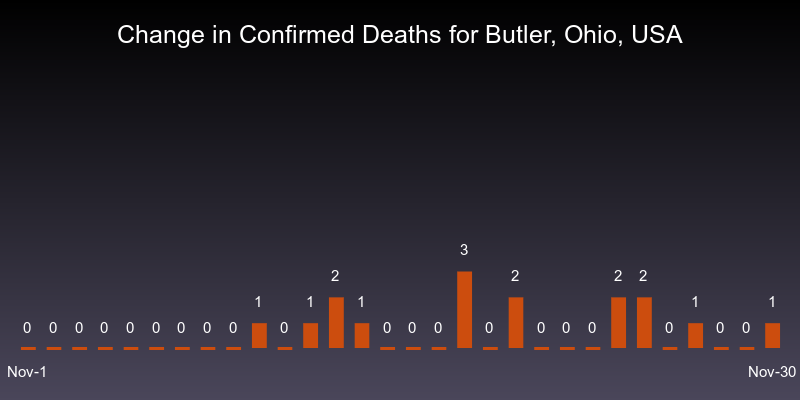 Change in Confirmed Deaths for Butler, Ohio, USA
0 0 0 0 0 0 0 0 0 1 0 1 2 1 0 0 0 3 0 2 0 0 0 2 2 0 1 0 0 1
Nov-1 Nov-30